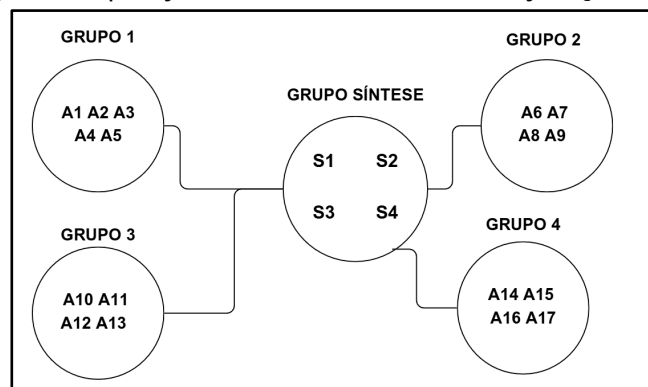 GRUPO 1
A1 A2 A3
A4 A5
GRUPO 2
A6 A7
A8 A9
GRUPO SÍNTESE
S1 S2
S3 S4
GRUPO 3
A10 A11
A12 A13
GRUPO 4
A14 A15
A16 A17